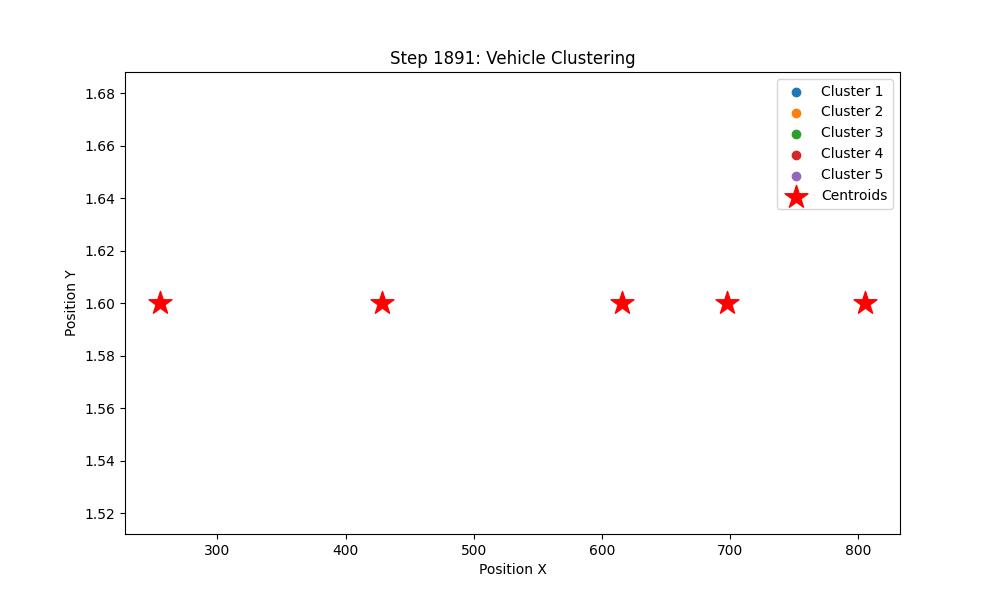 Step 1891: Vehicle Clustering
Cluster 1
Cluster 2
Cluster 3
Cluster 4
Cluster 5
Centroids
Position Y
1.68
1.66
1.64
1.62
1.60
1.58
1.56
1.54
1.52
300 400 500 600 700 800
Position X